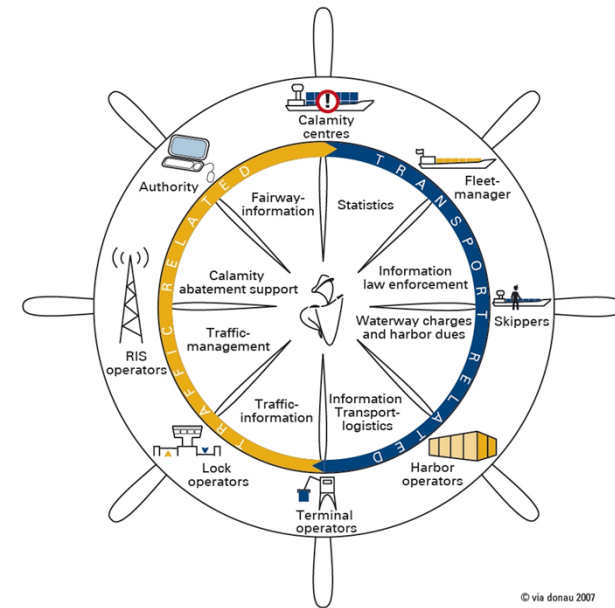 Calamity
centres
Fleet-
manager
Skippers
Harbor
operators
Terminal
operators
Lock
operators
RIS
operators
Authority
TRANSPORT RELATED
TRAFFIC RELATED
Fairway-
information
Statistics
Calamity
abatement support
Information
law enforcement
Traffic-
management
Waterway charges
and harbor dues
Traffic-
information
Information
Transport-
logistics
© via donau 2007